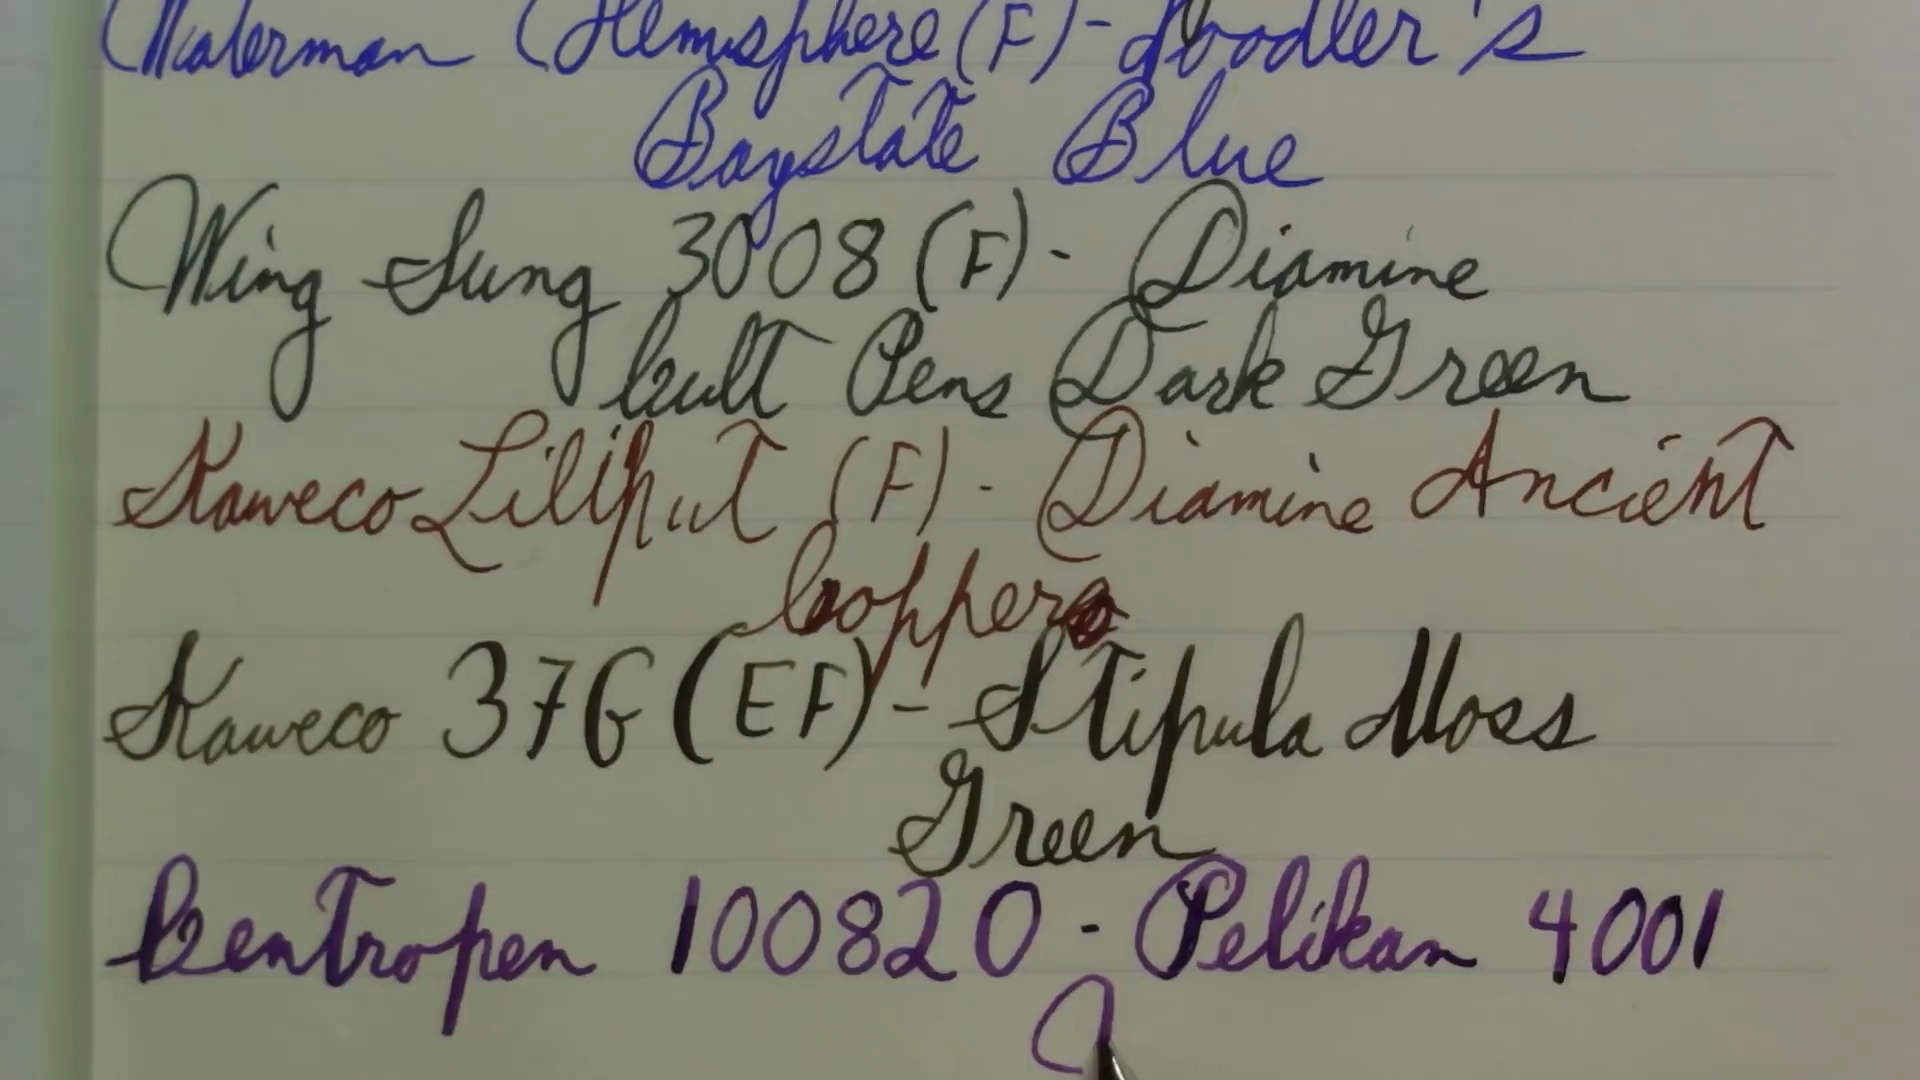 Waterman Hemisphere (F) - Noodler's
Baystate Blue
Wing Sung 3008 (F) - Diamine
Cult Pens Dark Green
Kaweco Liliput (F) - Diamine Ancient
Copper
Kaweco 376 (EF) - Stipula Moss
Green
Centropen 100820 - Pelikan 4001